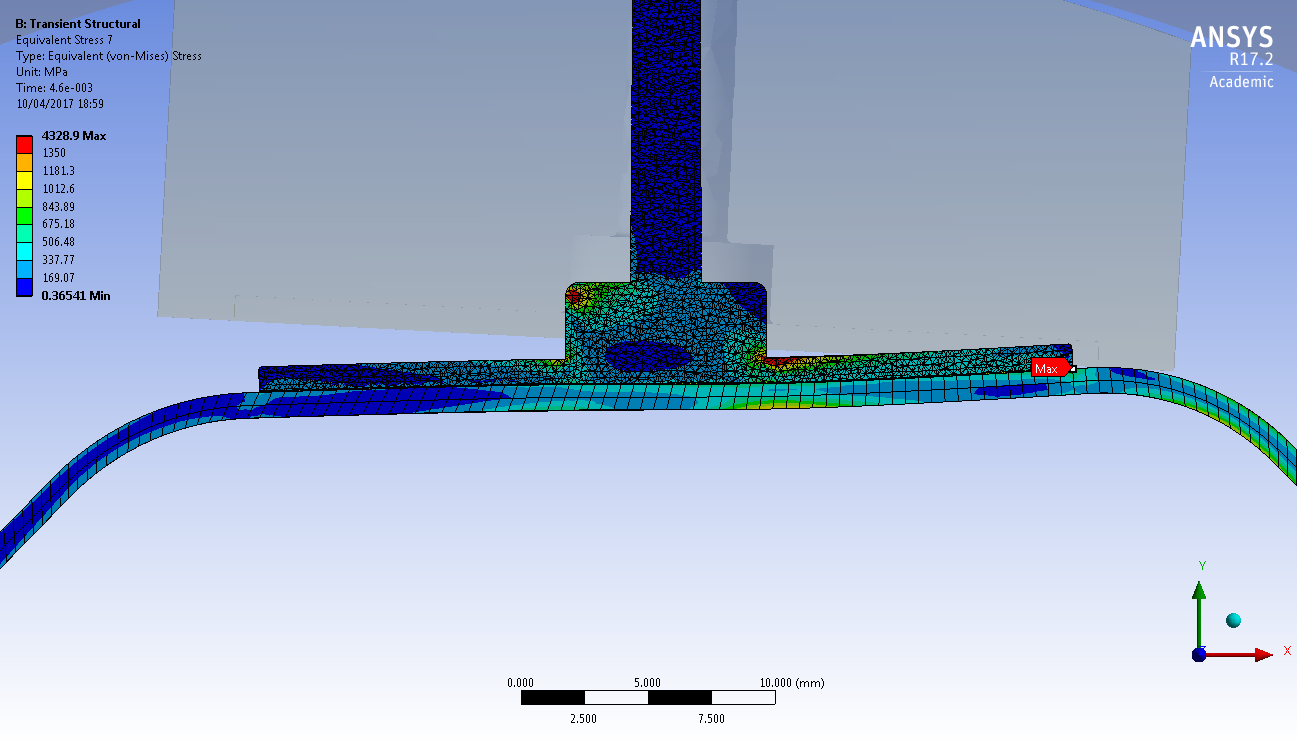 B: Transient Structural
Equivalent Stress 7
Type: Equivalent (von-Mises) Stress
Unit: MPa
Time: 4.6e-003
10/04/2017 18:59
ANSYS
R17.2
Academic
4328.9 Max
1350
1181.3
1012.6
843.89
675.18
506.48
337.77
169.07
0.36541 Min
Max
Y
X
0.000 5.000 10.000 (mm)
2.500 7.500